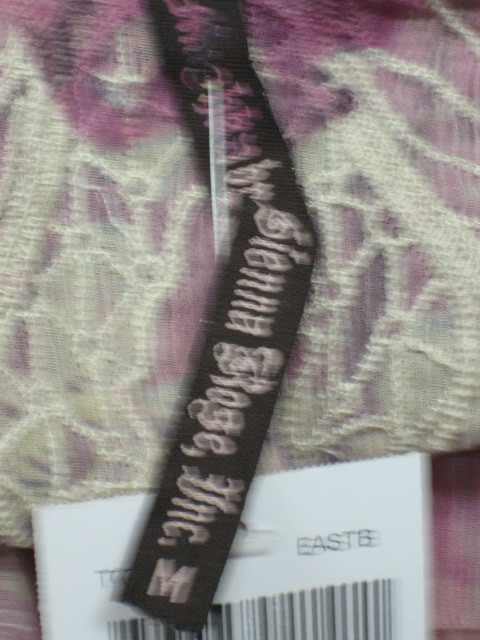 by Sienna Rose, Inc.
M
EASTB